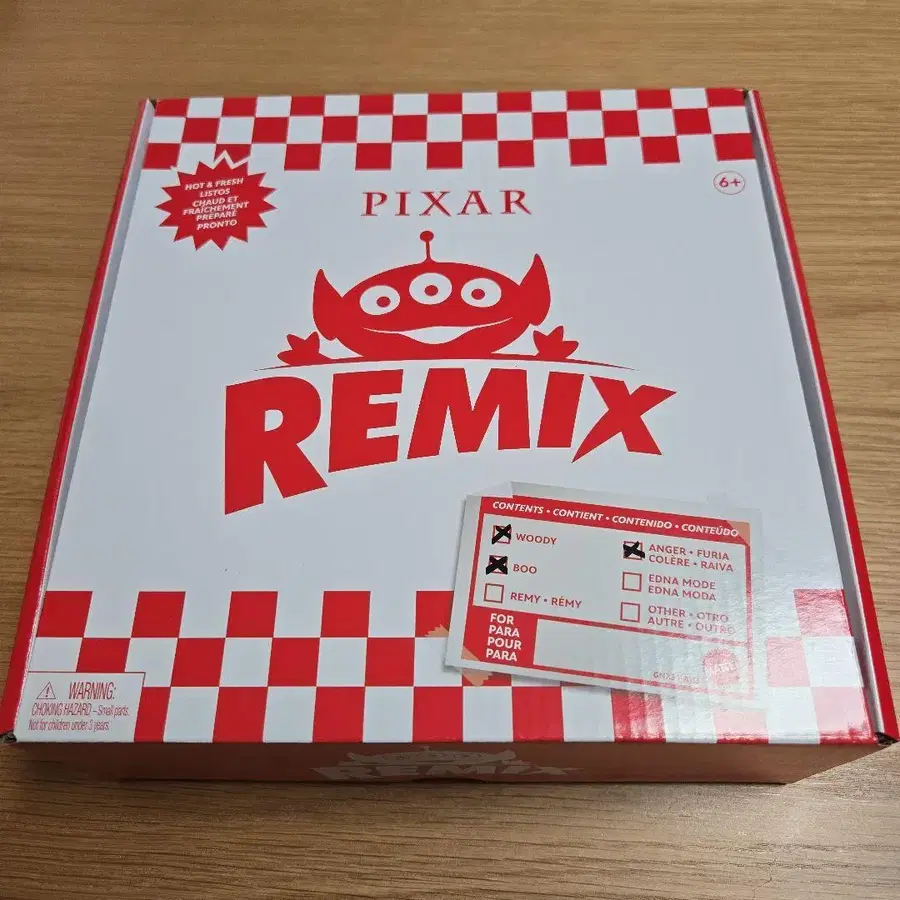 HOT & FRESH
LISTOS
CHAUD ET
FRAÎCHEMENT
PRÉPARÉ
PRONTO
6+
PIXAR
REMIX
CONTENTS • CONTIENT • CONTENIDO • CONTEÚDO
WOODY
BOO
REMY • RÉMY
ANGER • FURIA
COLÈRE • RAIVA
EDNA MODE
EDNA MODA
OTHER • OTRO
AUTRE • OUTRO
FOR
PARA
POUR
PARA
WARNING:
CHOKING HAZARD – Small parts.
Not for children under 3 years.
REMIX